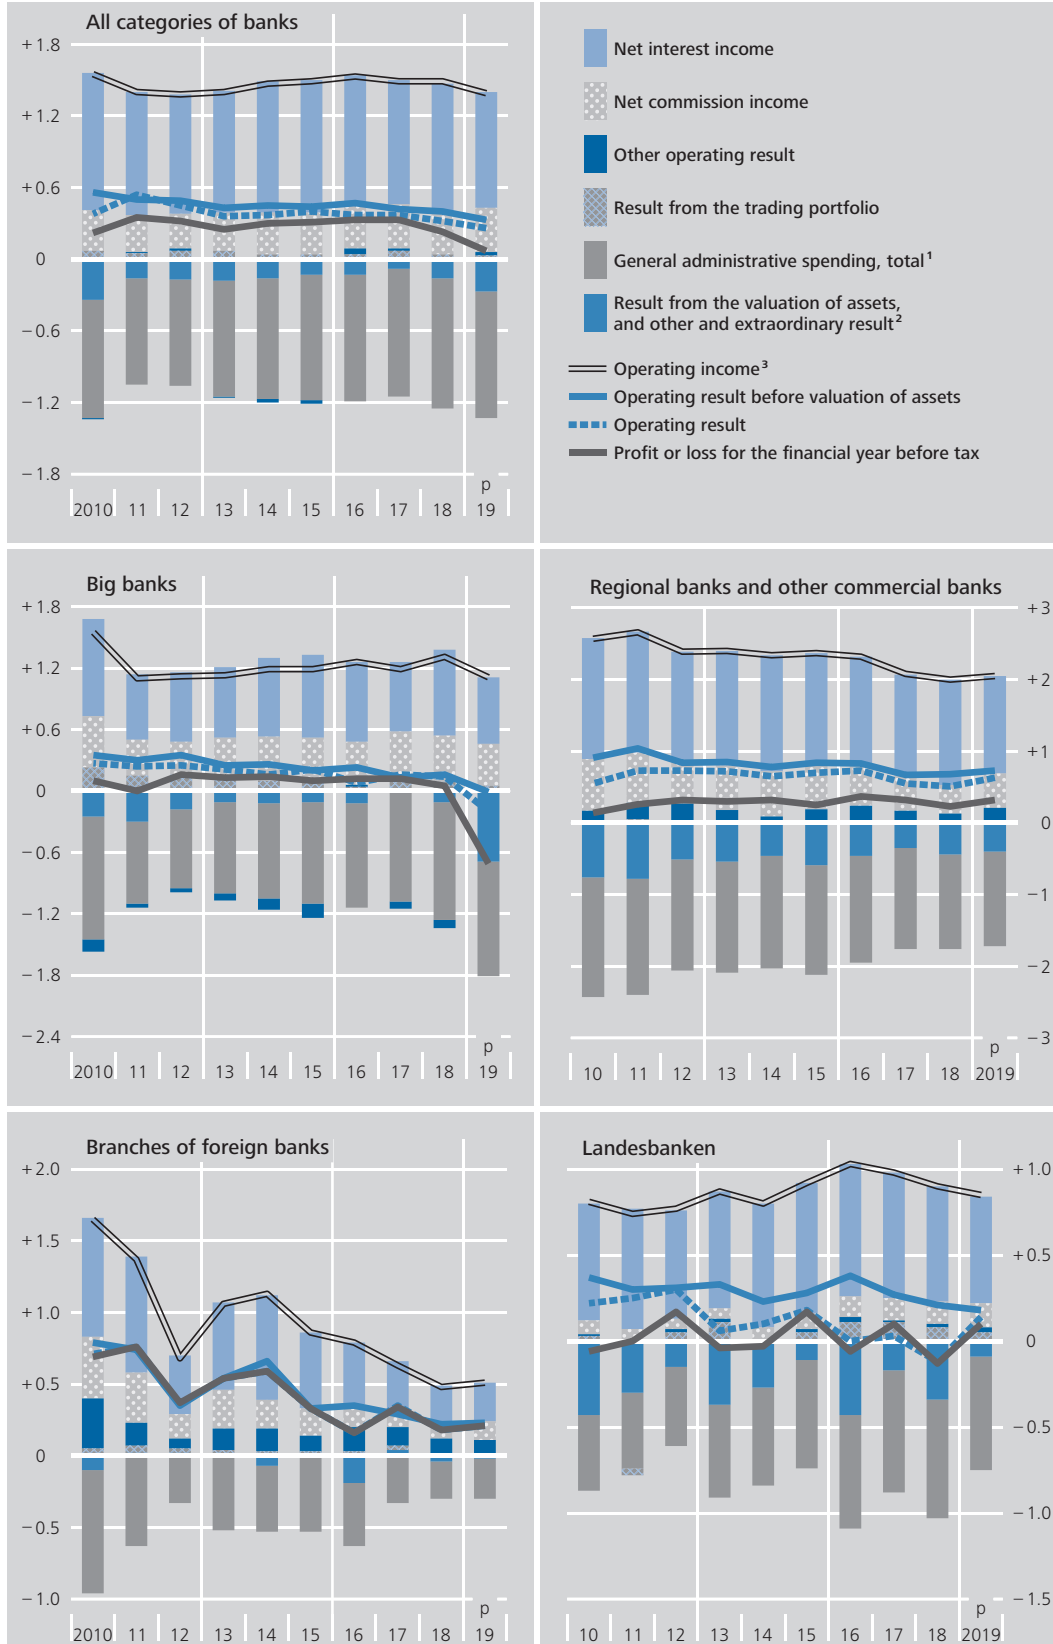 All categories of banks
+ 1.8
+ 1.2
+ 0.6
0
− 0.6
− 1.2
− 1.8
p
2010 11 12 13 14 15 16 17 18 19
Net interest income
Net commission income
Other operating result
Result from the trading portfolio
General administrative spending, total 1
Result from the valuation of assets,
and other and extraordinary result 2
Operating income 3
Operating result before valuation of assets
Operating result
Profit or loss for the financial year before tax
Big banks
+ 1.8
+ 1.2
+ 0.6
0
− 0.6
− 1.2
− 1.8
− 2.4
p
2010 11 12 13 14 15 16 17 18 19
Regional banks and other commercial banks
+ 3
+ 2
+ 1
0
− 1
− 2
− 3
p
10 11 12 13 14 15 16 17 18 2019
Branches of foreign banks
+ 2.0
+ 1.5
+ 1.0
+ 0.5
0
− 0.5
− 1.0
p
2010 11 12 13 14 15 16 17 18 19
Landesbanken
+ 1.0
+ 0.5
0
− 0.5
− 1.0
− 1.5
p
10 11 12 13 14 15 16 17 18 2019